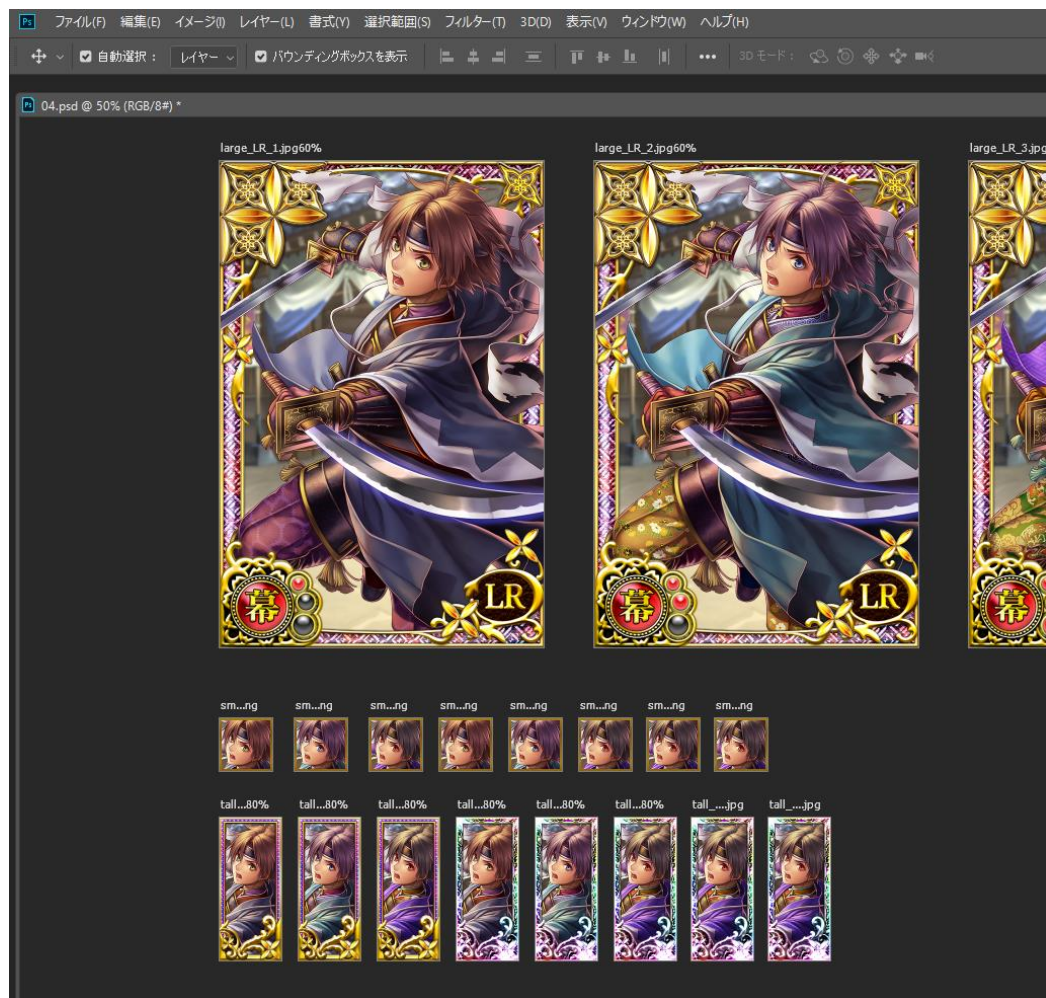 Ps ファイル(F) 編集(E) イメージ(I) レイヤー(L) 書式(Y) 選択範囲(S) フィルター(T) 3D(D) 表示(V) ウィンドウ(W) ヘルプ(H)
自動選択： レイヤー バウンディングボックスを表示 3D モード：
Ps 04.psd @ 50% (RGB/8#) *
large_LR_1.jpg60% large_LR_2.jpg60% large_LR_3.jpg
幕 LR 幕 LR 幕
sm...ng sm...ng sm...ng sm...ng sm...ng sm...ng sm...ng sm...ng
tall...80% tall...80% tall...80% tall...80% tall...80% tall...80% tall_....jpg tall_....jpg